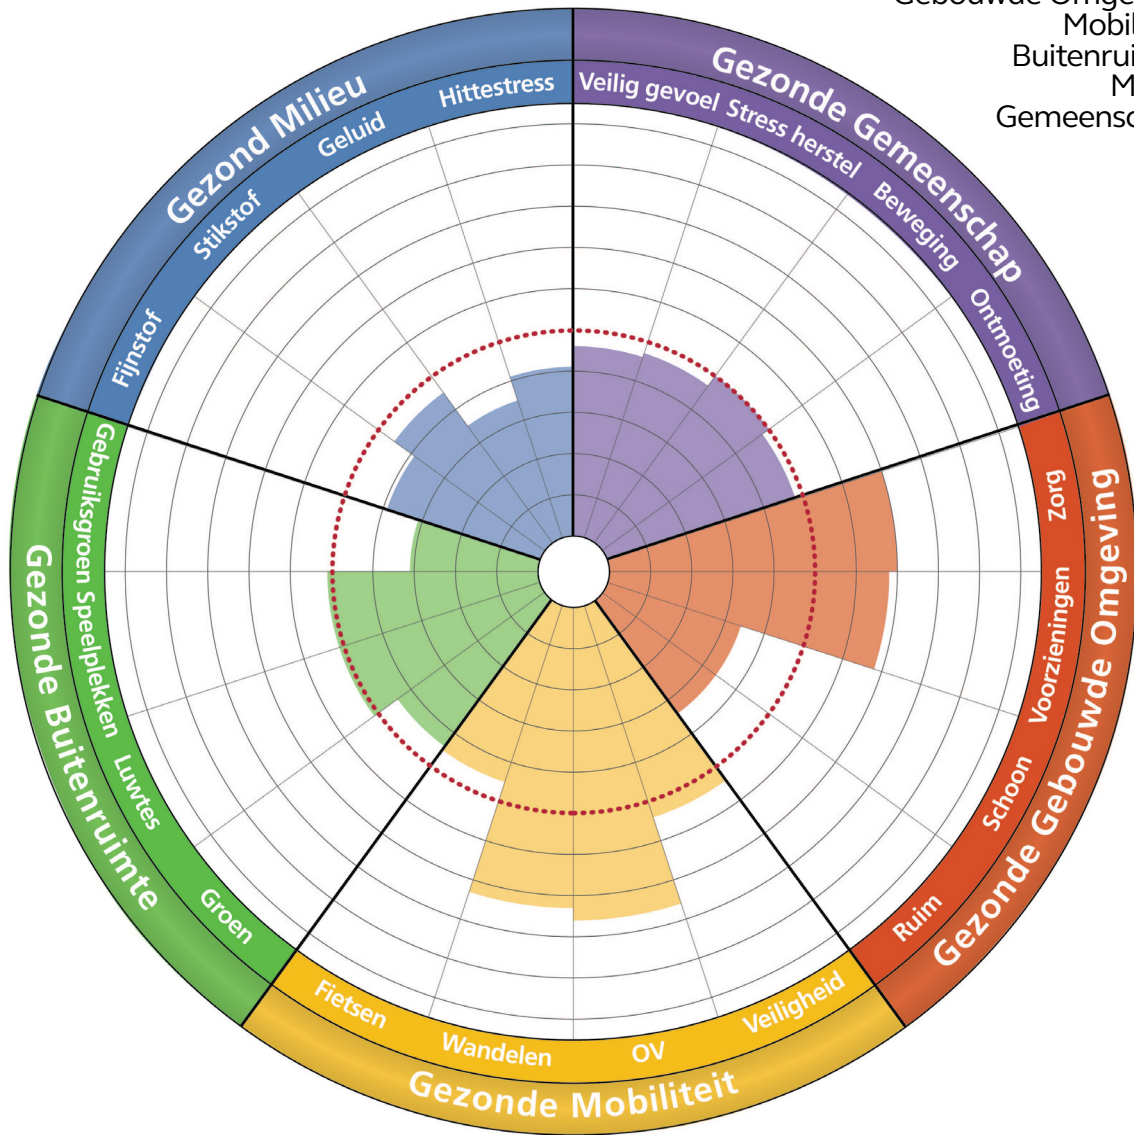 Mobil
Buitenrui
M
Gemeensc
Gezond Milieu
Hittestress
Geluid
Stikstof
Fijnstof
Gezonde Gemeenschap
Veilig gevoel
Stress herstel
Beweging
Ontmoeting
Gezonde Gebouwde Omgeving
Zorg
Voorzieningen
Schoon
Ruim
Gezonde Mobiliteit
Veiligheid
OV
Wandelen
Fietsen
Gezonde Buitenruimte
Groen
Luwtes
Speelplekken
Gebruiksgroen